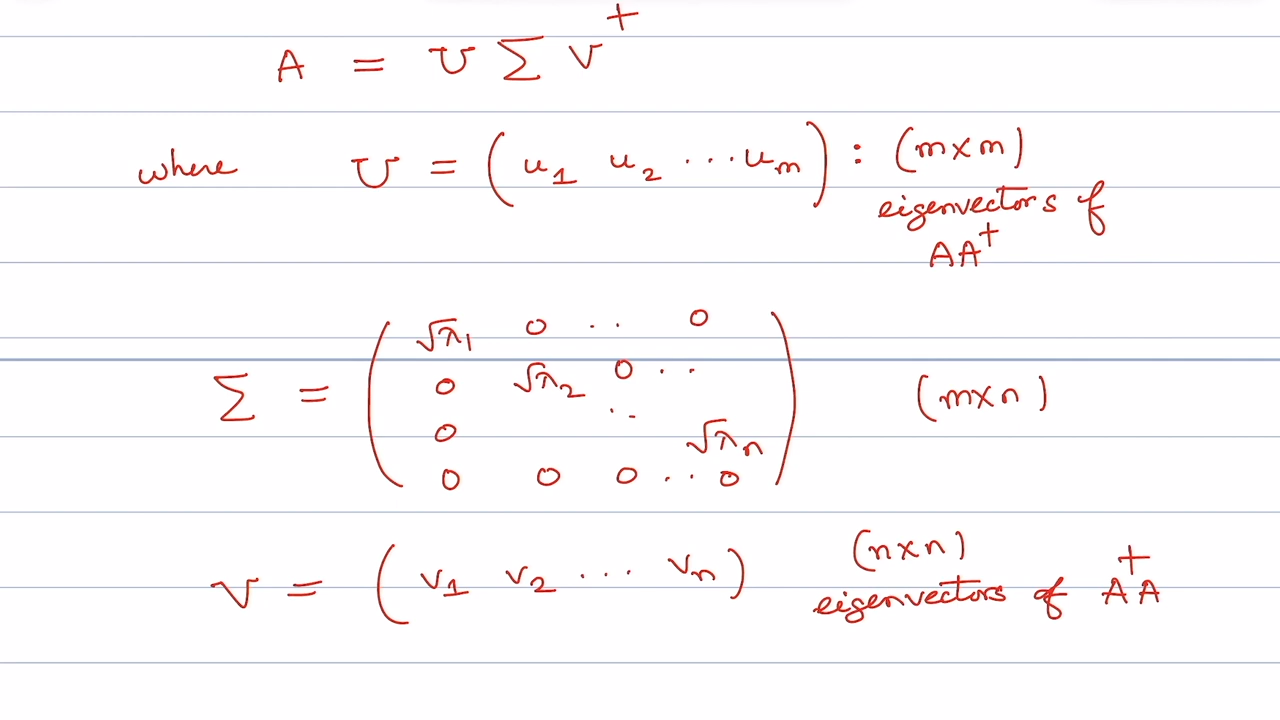 A = U Σ V†
where U = (u₁ u₂ ... uₘ) : (m×m)
eigenvectors of
AA†
√λ₁ 0 .. 0
0 √λ₂ 0 ..
Σ = ( ) (m×n)
0 .. √λₙ
0 0 0 .. 0
V = (v₁ v₂ ... vₙ) (n×n)
eigenvectors of A†A